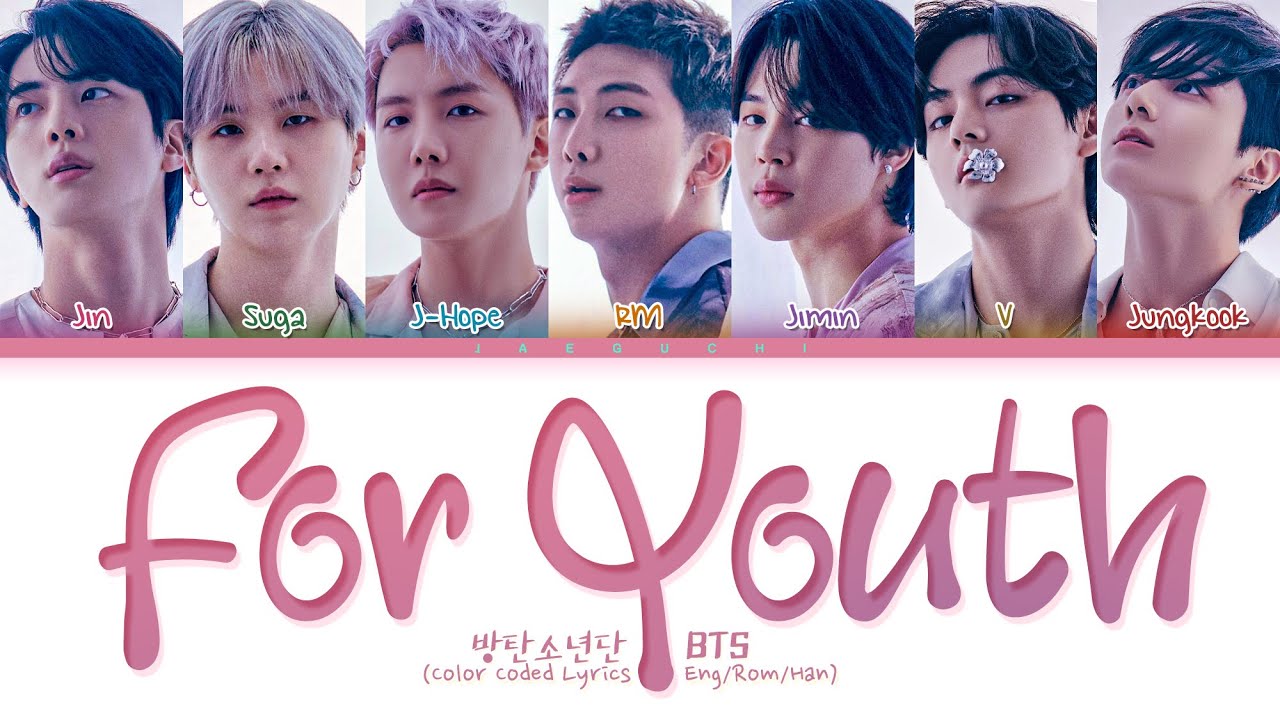 Jin Suga J-Hope RM Jimin V Jungkook
JAEGUCHI
For Youth
방탄소년단 BTS
(Color Coded Lyrics Eng/Rom/Han)